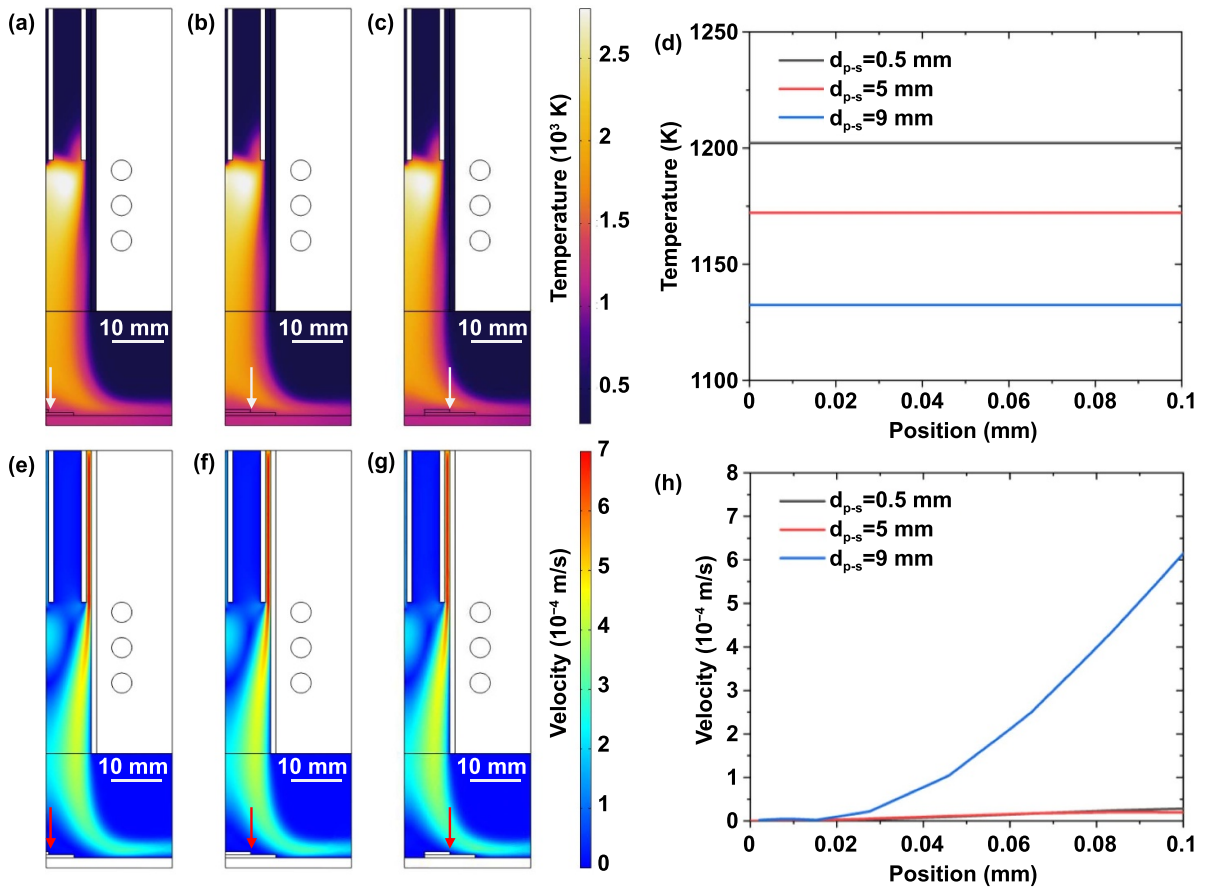 (a) (b) (c) (d)
10 mm 10 mm 10 mm
Temperature (10³ K)
2.5
2
1.5
1
0.5
Temperature (K)
1250
1200
1150
1100
dp-s=0.5 mm
dp-s=5 mm
dp-s=9 mm
0 0.02 0.04 0.06 0.08 0.1
Position (mm)
(e) (f) (g) (h)
10 mm 10 mm 10 mm
Velocity (10⁻⁴ m/s)
7
6
5
4
3
2
1
0
Velocity (10⁻⁴ m/s)
8
7
6
5
4
3
2
1
0
dp-s=0.5 mm
dp-s=5 mm
dp-s=9 mm
0 0.02 0.04 0.06 0.08 0.1
Position (mm)